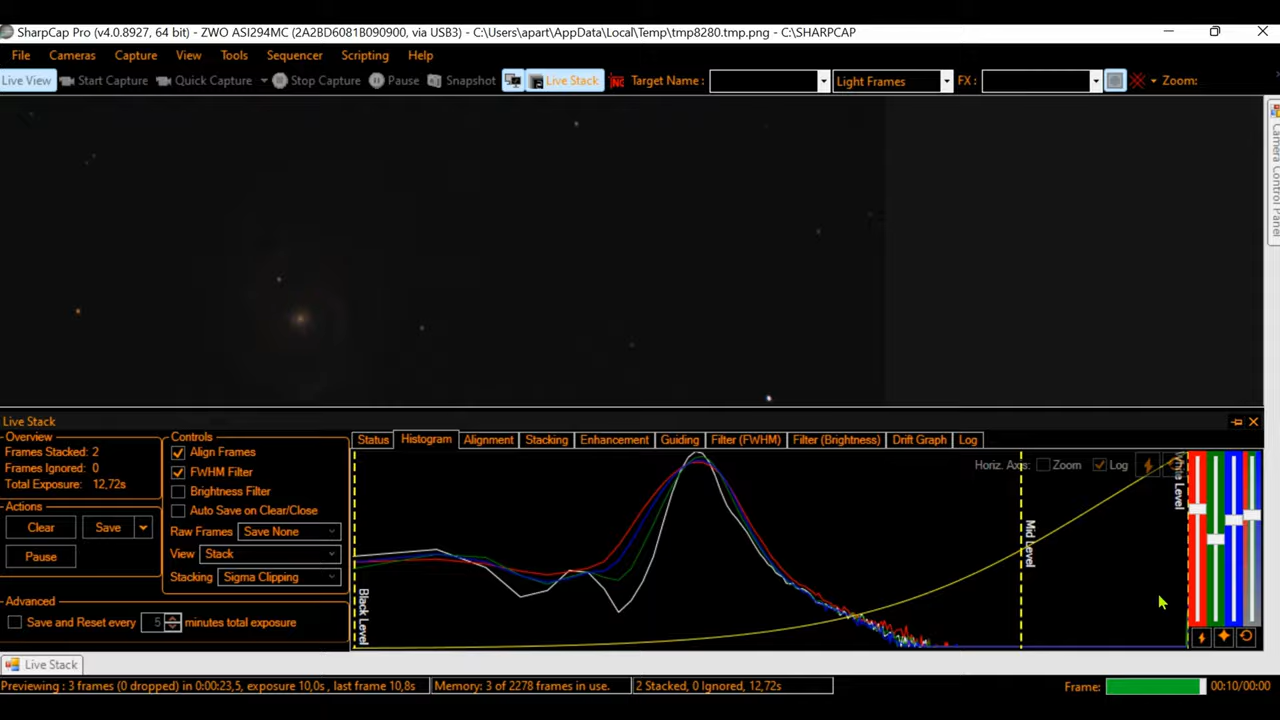 SharpCap Pro (v4.0.8927, 64 bit) - ZWO ASI294MC (2A2BD6081B090900, via USB3) - C:\Users\apart\AppData\Local\Temp\tmp8280.tmp.png - C:\SHARPCAP
File Cameras Capture View Tools Sequencer Scripting Help
Live View Start Capture Quick Capture Stop Capture Pause Snapshot Live Stack Target Name : Light Frames FX : Zoom:
Camera Control Panel
Live Stack
Overview
Frames Stacked: 2
Frames Ignored: 0
Total Exposure: 12,72s
Actions
Clear Save
Pause
Controls
Align Frames
FWHM Filter
Brightness Filter
Auto Save on Clear/Close
Raw Frames Save None
View Stack
Stacking Sigma Clipping
Advanced
Save and Reset every 5 minutes total exposure
Status Histogram Alignment Stacking Enhancement Guiding Filter (FWHM) Filter (Brightness) Drift Graph Log
Horiz. Axis: Zoom Log
Black Level
Mid Level
White Level
Live Stack
Previewing : 3 frames (0 dropped) in 0:00:23,5, exposure 10,0s , last frame 10,8s Memory: 3 of 2278 frames in use. 2 Stacked, 0 Ignored, 12,72s Frame: 00:10/00:00